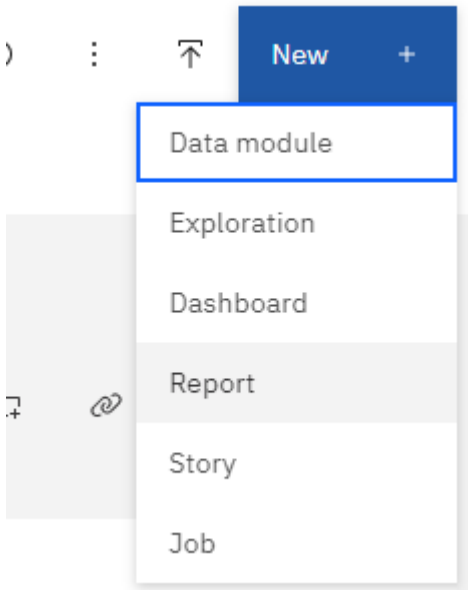 New +
Data module
Exploration
Dashboard
Report
Story
Job